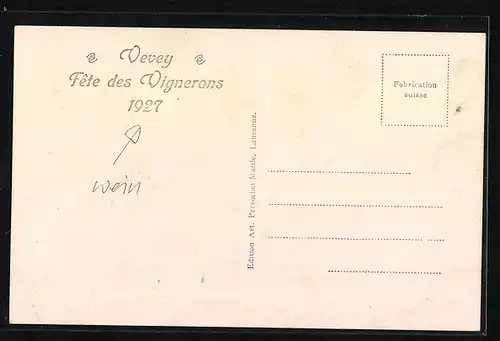 Vevey
Fête des Vignerons
1927
wein
Edition Art. Perrochet Matile, Lausanne.
Fabrication
suisse